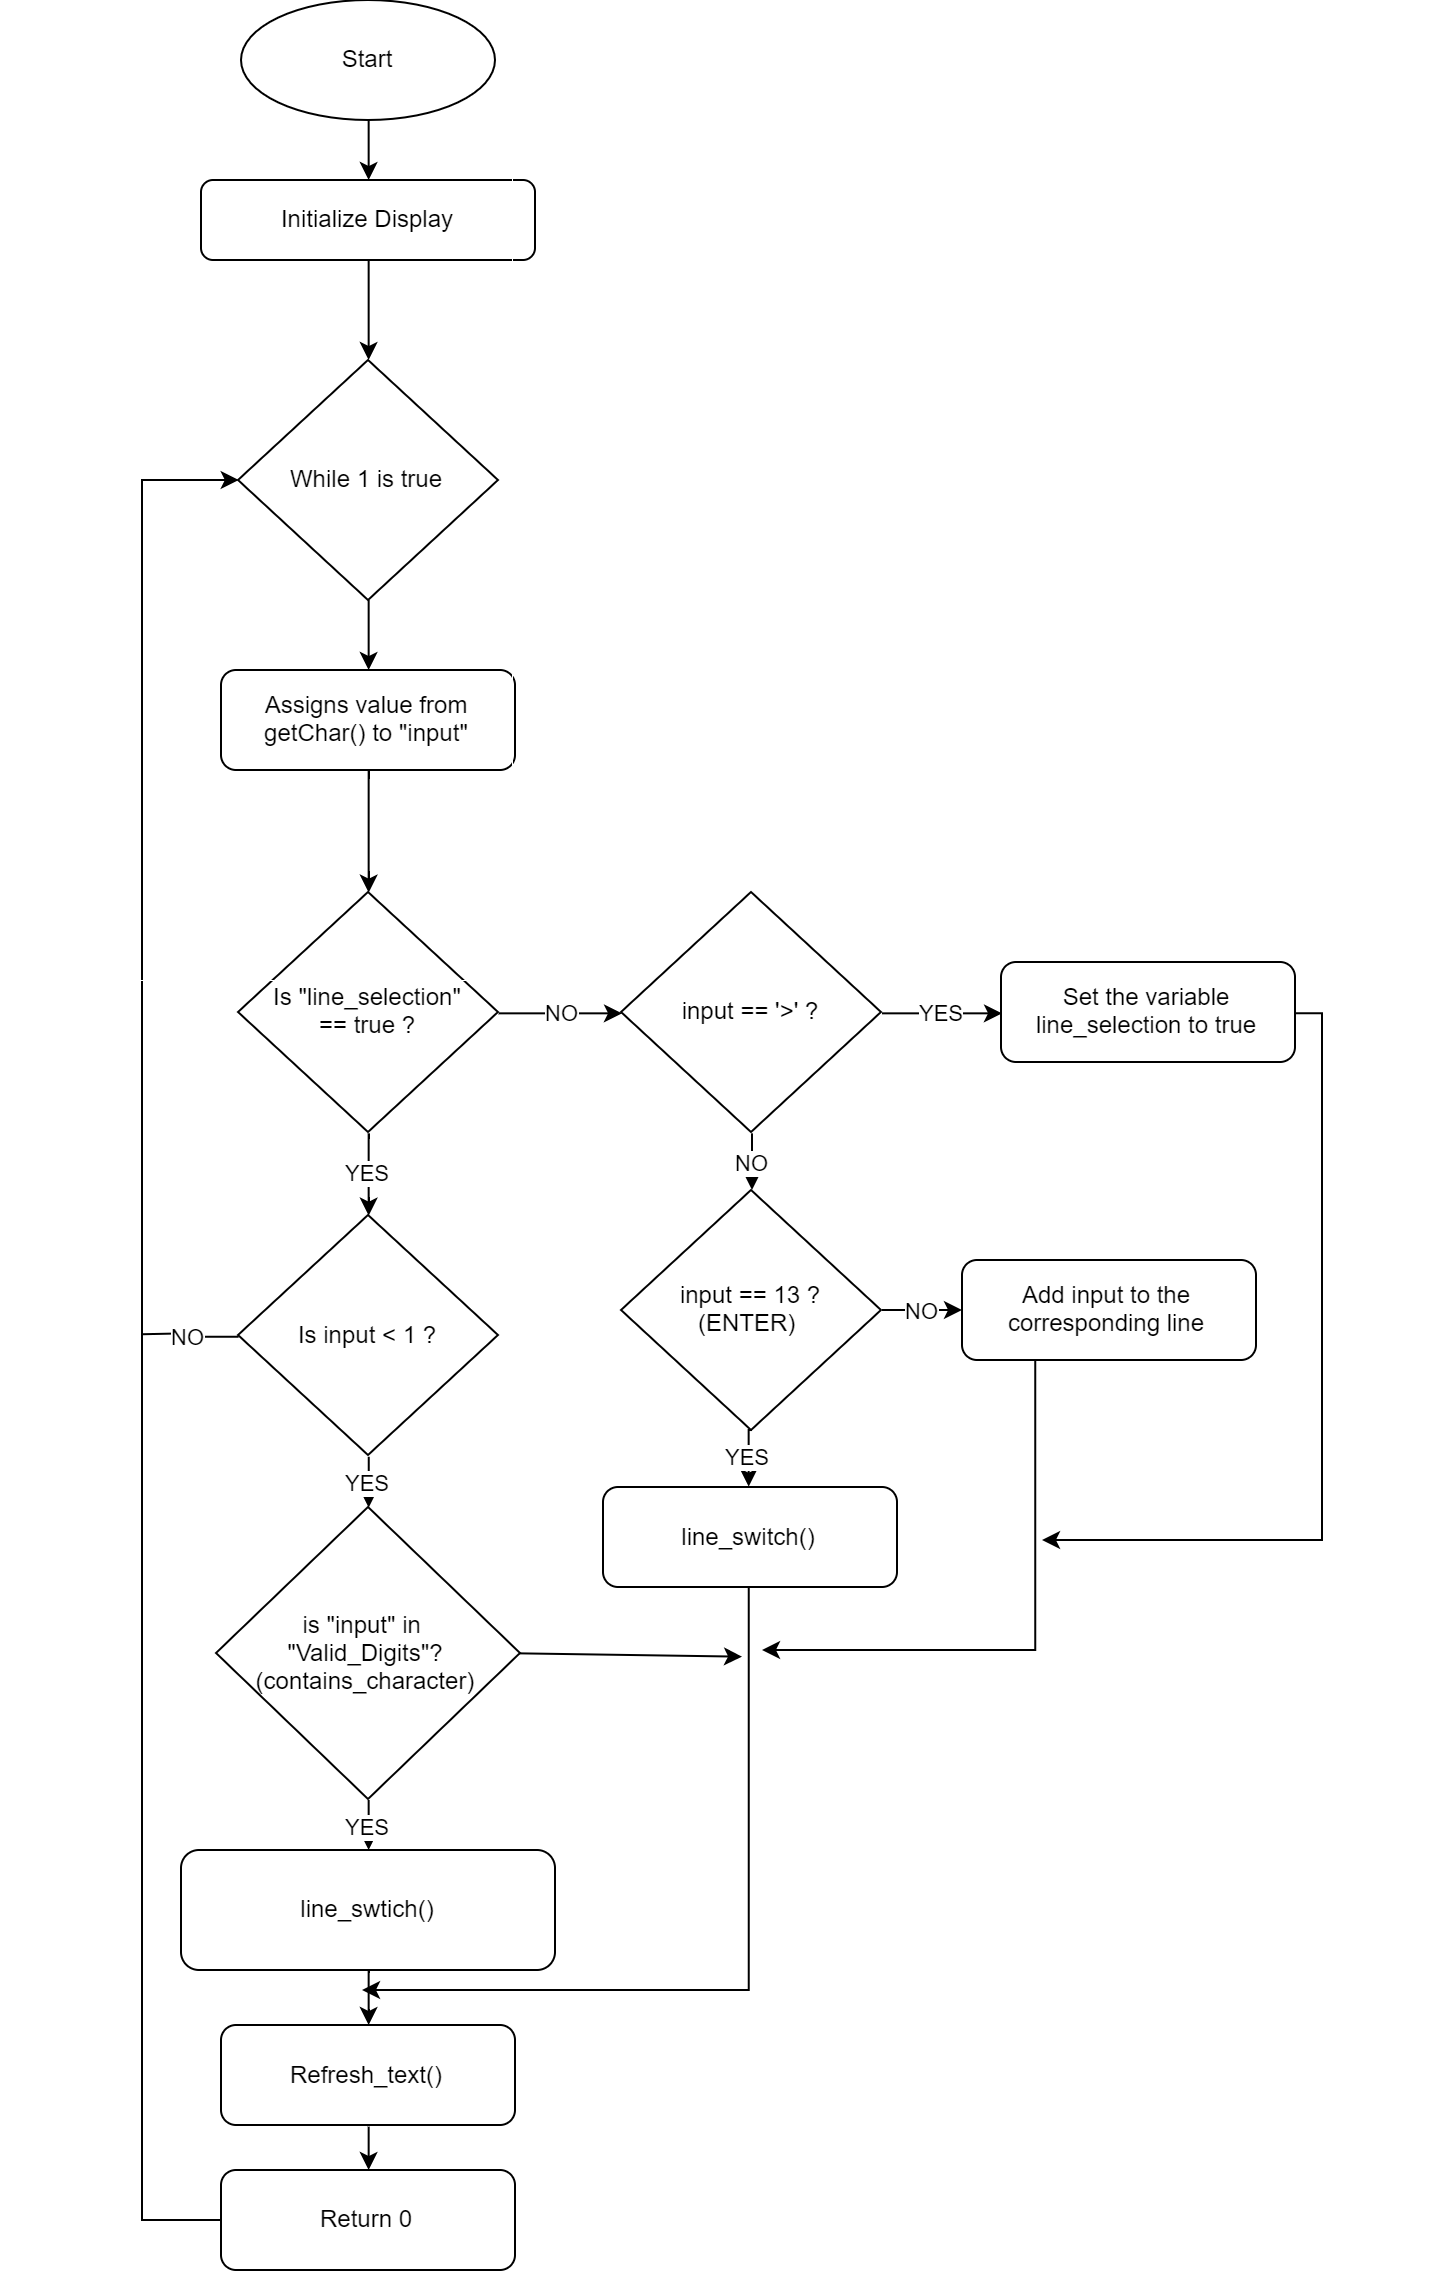 Start
Initialize Display
While 1 is true
Assigns value from
getChar() to "input"
Is "line_selection"
== true ?
NO
input == '>' ?
YES
Set the variable
line_selection to true
YES
NO
Is input < 1 ?
NO
input == 13 ?
(ENTER)
NO
Add input to the
corresponding line
YES
YES
line_switch()
is "input" in
"Valid_Digits"?
(contains_character)
YES
line_swtich()
Refresh_text()
Return 0